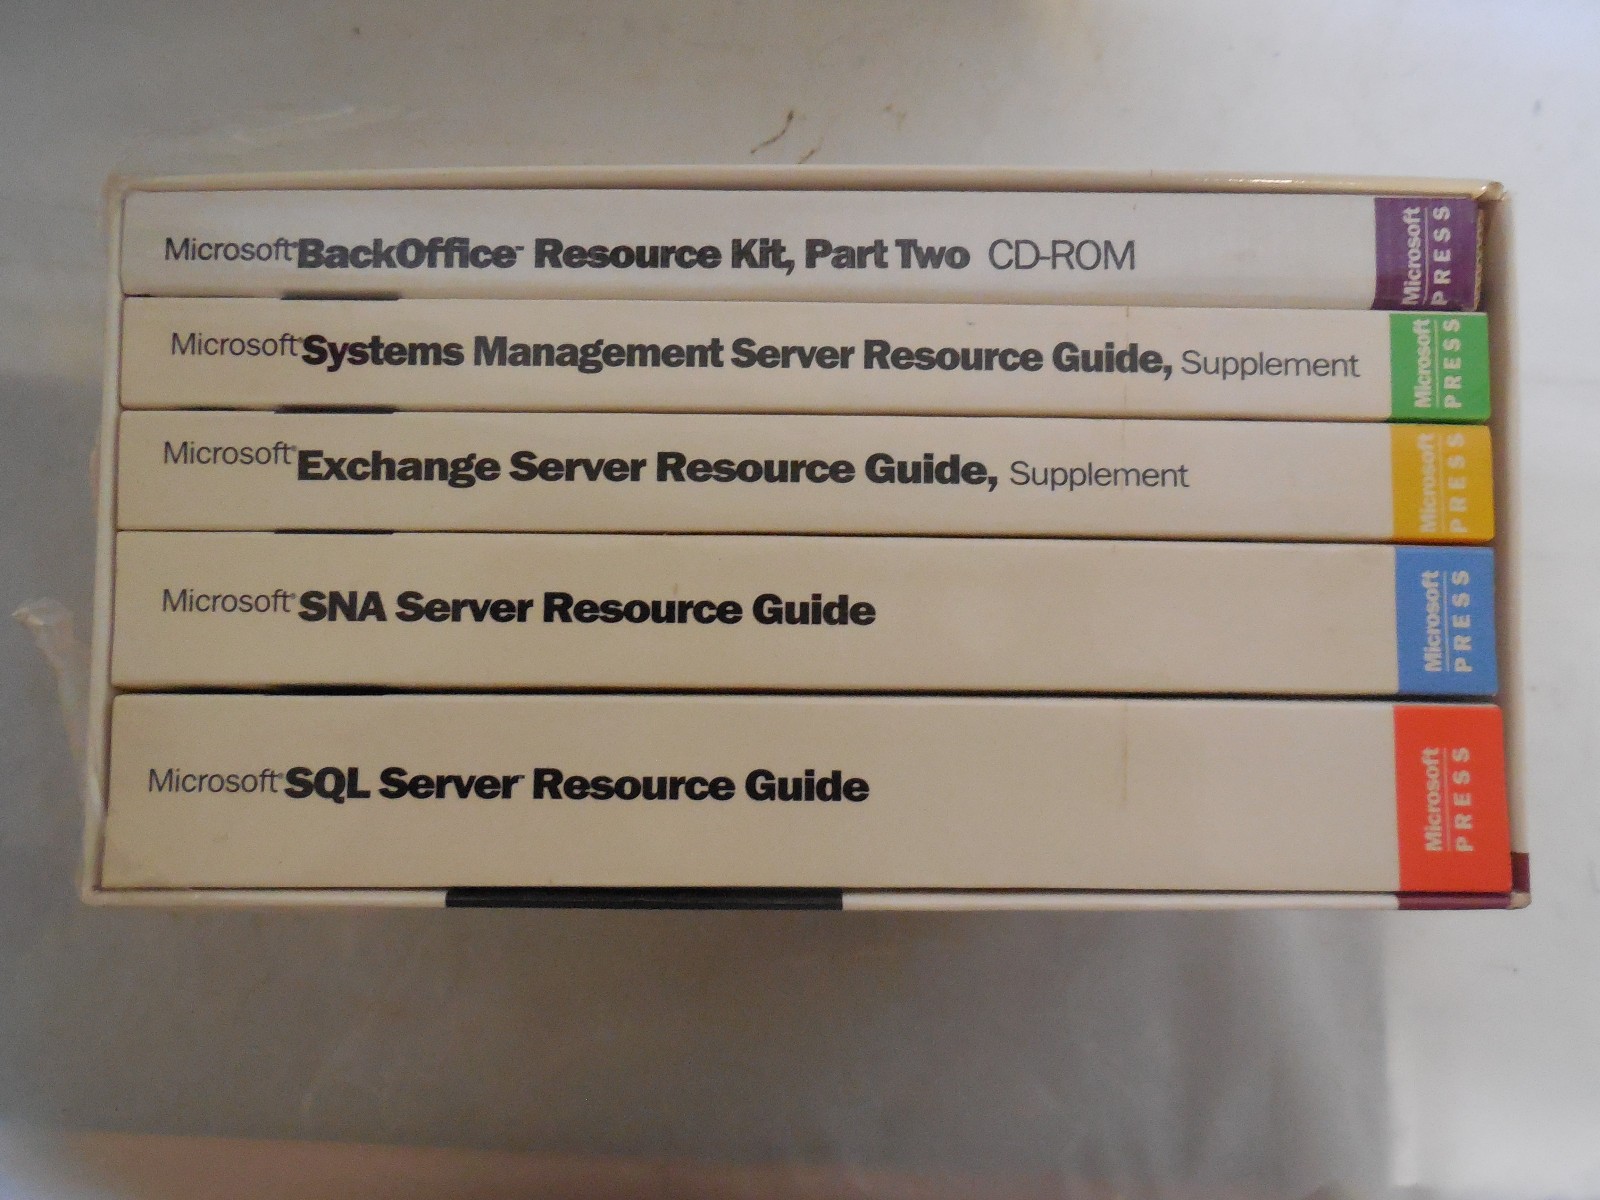 Microsoft® BackOffice™ Resource Kit, Part Two CD-ROM
Microsoft
PRESS
Microsoft® Systems Management Server Resource Guide, Supplement
Microsoft
PRESS
Microsoft® Exchange Server Resource Guide, Supplement
Microsoft
PRESS
Microsoft® SNA Server Resource Guide
Microsoft
PRESS
Microsoft® SQL Server™ Resource Guide
Microsoft
PRESS